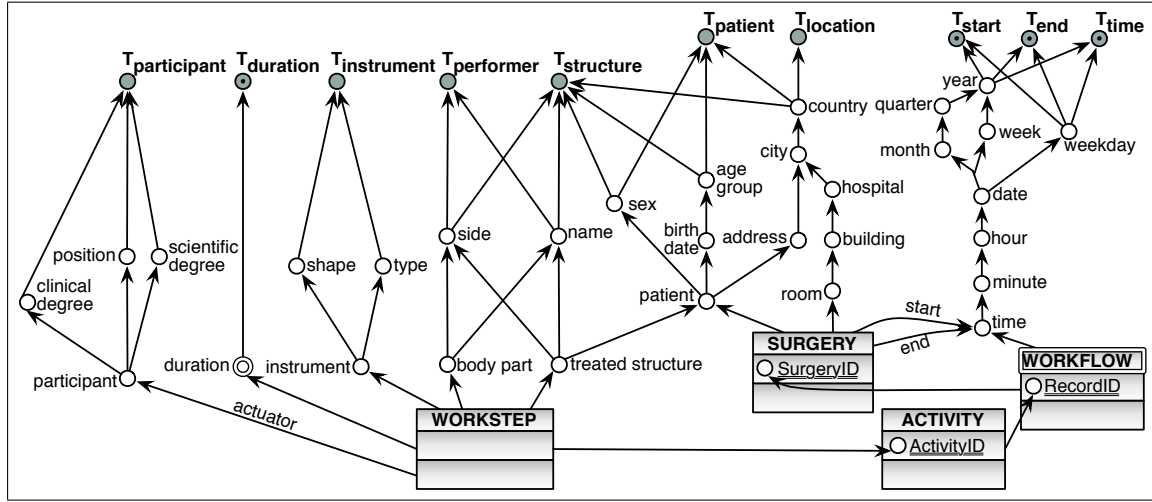 Tpatient Tlocation Tstart Tend Ttime
Tparticipant Tduration Tinstrument Tperformer Tstructure
year
quarter
country
week
month
weekday
city
age
group
hospital
sex
date
birth
date
address
building
hour
side
name
position
scientific
degree
shape
type
clinical
degree
patient
room
minute
start
time
end
SURGERY
SurgeryID
WORKFLOW
RecordID
participant
duration
instrument
body part
treated structure
actuator
WORKSTEP
ACTIVITY
ActivityID